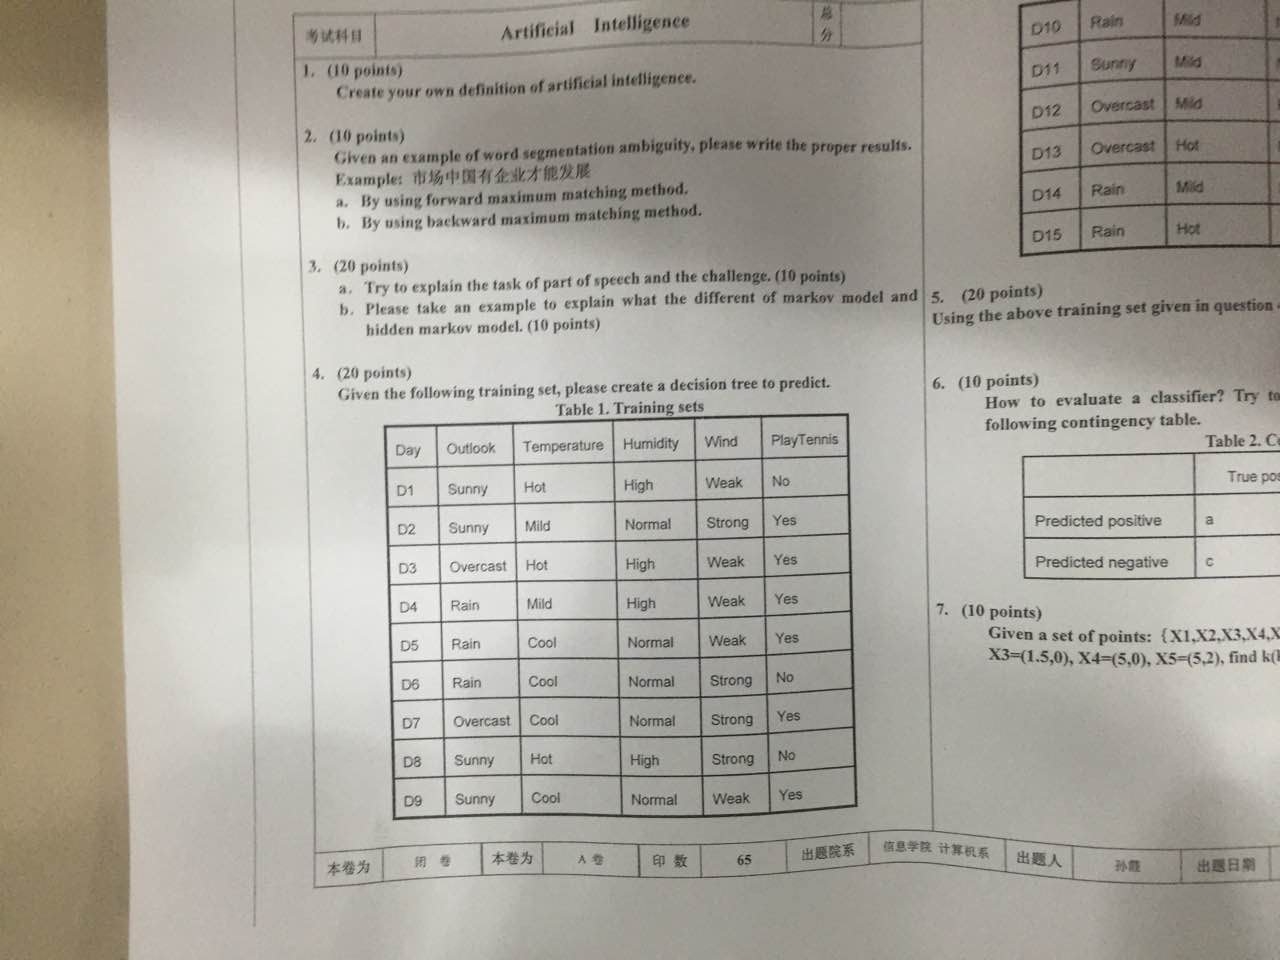 考试科目 Artificial Intelligence 总分
1. (10 points)
Create your own definition of artificial intelligence.
2. (10 points)
Given an example of word segmentation ambiguity, please write the proper results.
Example: 市场中国有企业才能发展
a. By using forward maximum matching method.
b. By using backward maximum matching method.
3. (20 points)
a. Try to explain the task of part of speech and the challenge. (10 points)
b. Please take an example to explain what the different of markov model and
hidden markov model. (10 points)
4. (20 points)
Given the following training set, please create a decision tree to predict.
Table 1. Training sets
Day Outlook Temperature Humidity Wind PlayTennis
D1 Sunny Hot High Weak No
D2 Sunny Mild Normal Strong Yes
D3 Overcast Hot High Weak Yes
D4 Rain Mild High Weak Yes
D5 Rain Cool Normal Weak Yes
D6 Rain Cool Normal Strong No
D7 Overcast Cool Normal Strong Yes
D8 Sunny Hot High Strong No
D9 Sunny Cool Normal Weak Yes
D10 Rain Mild
D11 Sunny Mild
D12 Overcast Mild
D13 Overcast Hot
D14 Rain Mild
D15 Rain Hot
5. (20 points)
Using the above training set given in question
6. (10 points)
How to evaluate a classifier? Try to
following contingency table.
Table 2. C
True pos
Predicted positive a
Predicted negative c
7. (10 points)
Given a set of points: {X1,X2,X3,X4,X
X3=(1.5,0), X4=(5,0), X5=(5,2), find k(
本卷为 闭 卷 本卷为 A 卷 印 数 65 出题院系 信息学院 计算机系 出题人 孙霞 出题日期